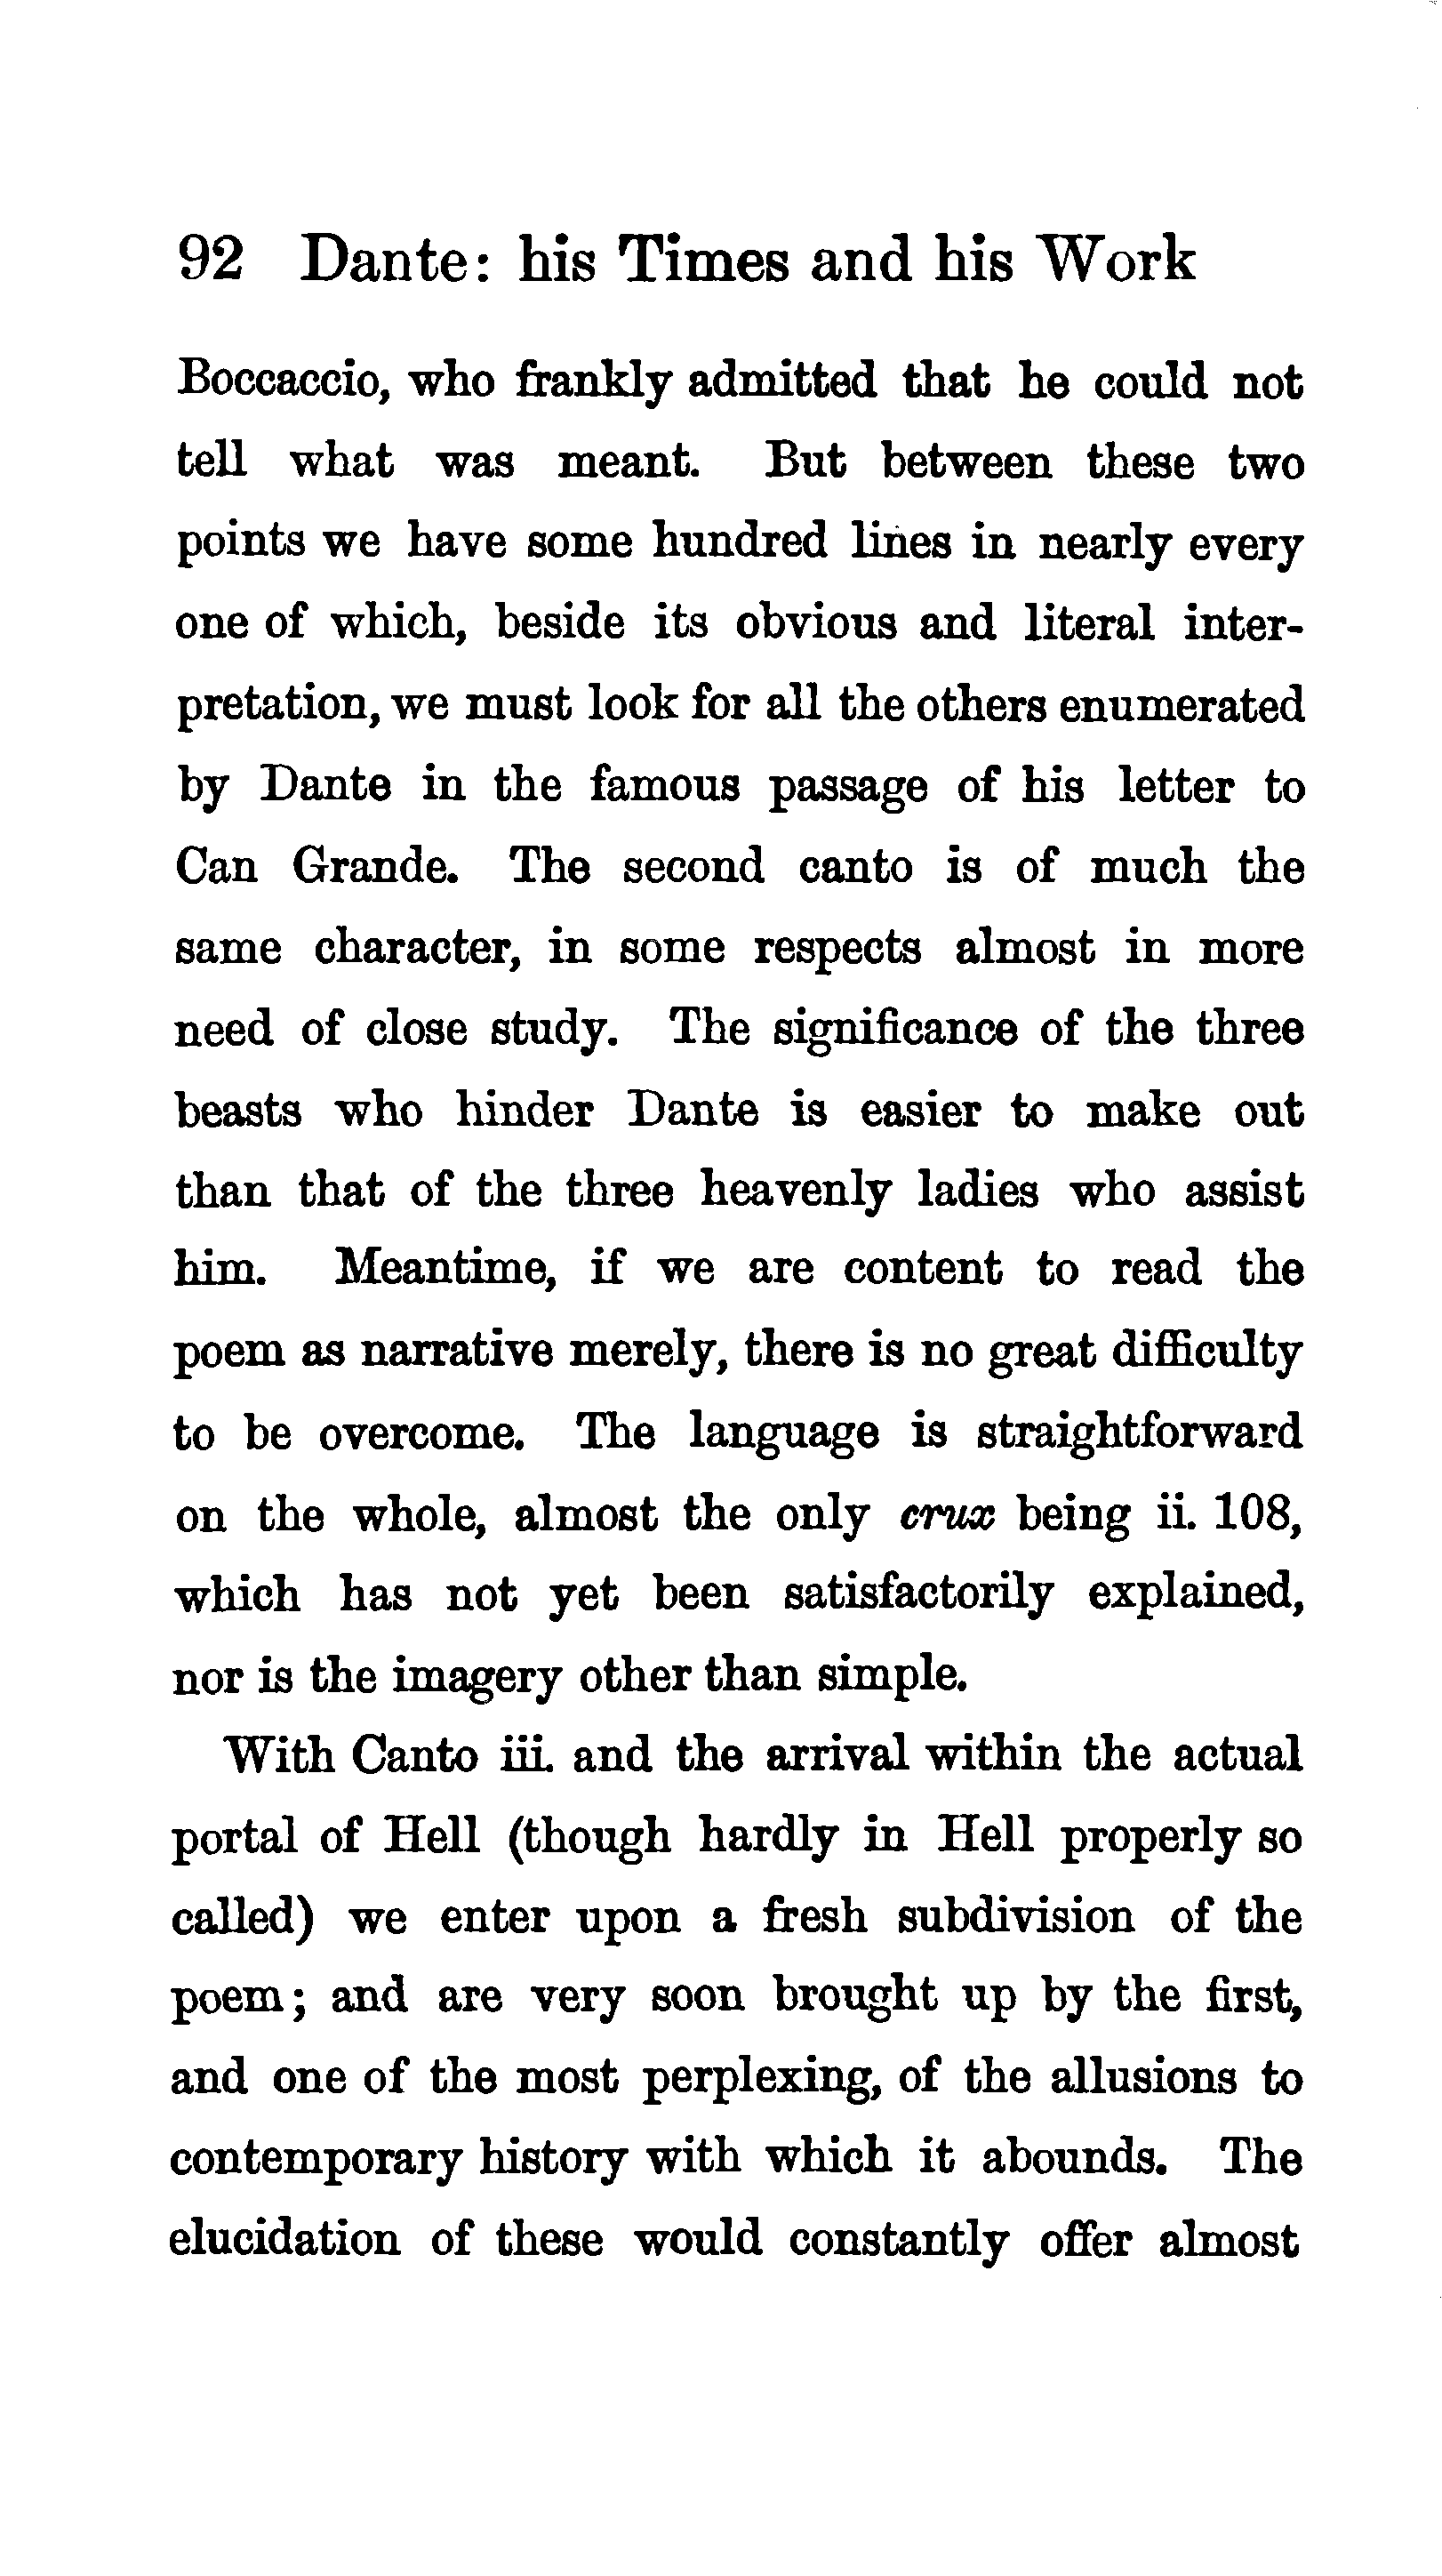 92 Dante: his Times and his Work
Boccaccio, who frankly admitted that he could not
tell what was meant. But between these two
points we have some hundred lines in nearly every
one of which, beside its obvious and literal inter-
pretation, we must look for all the others enumerated
by Dante in the famous passage of his letter to
Can Grande. The second canto is of much the
same character, in some respects almost in more
need of close study. The significance of the three
beasts who hinder Dante is easier to make out
than that of the three heavenly ladies who assist
him. Meantime, if we are content to read the
poem as narrative merely, there is no great difficulty
to be overcome. The language is straightforward
on the whole, almost the only crux being ii. 108,
which has not yet been satisfactorily explained,
nor is the imagery other than simple.
With Canto iii. and the arrival within the actual
portal of Hell (though hardly in Hell properly so
called) we enter upon a fresh subdivision of the
poem; and are very soon brought up by the first,
and one of the most perplexing, of the allusions to
contemporary history with which it abounds. The
elucidation of these would constantly offer almost